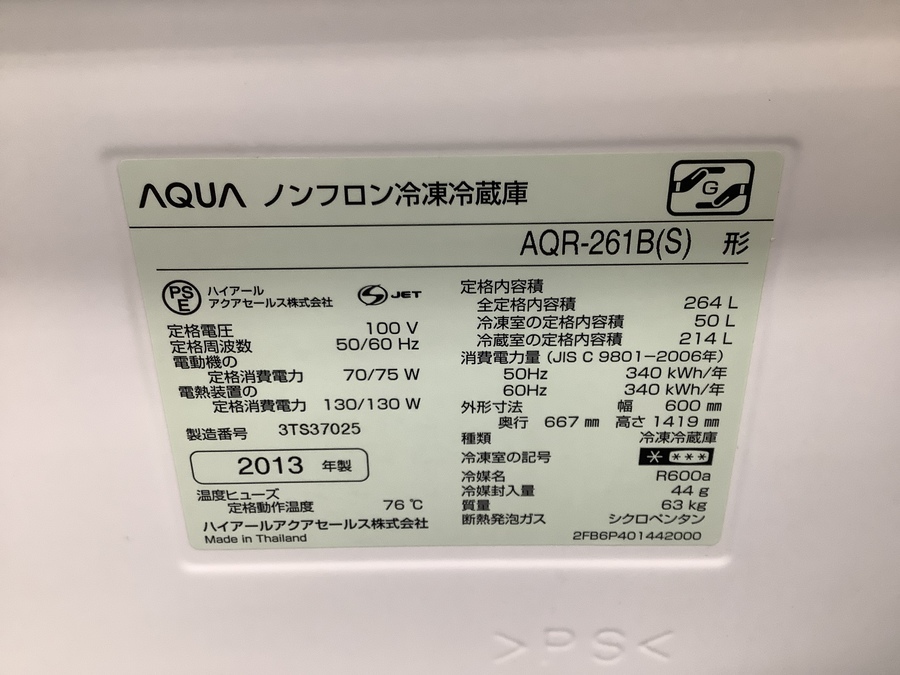 AQUA ノンフロン冷凍冷蔵庫
G
AQR-261B(S) 形
PSE ハイアール
アクアセールス株式会社
S JET
定格電圧 100 V
定格周波数 50/60 Hz
電動機の
定格消費電力 70/75 W
電熱装置の
定格消費電力 130/130 W
製造番号 3TS37025
2013 年製
温度ヒューズ
定格動作温度 76 ℃
ハイアールアクアセールス株式会社
Made in Thailand
定格内容積
全定格内容積 264 L
冷凍室の定格内容積 50 L
冷蔵室の定格内容積 214 L
消費電力量 (JIS C 9801-2006年)
50Hz 340 kWh/年
60Hz 340 kWh/年
外形寸法 幅 600 mm
奥行 667 mm 高さ 1419 mm
種類 冷凍冷蔵庫
冷凍室の記号 * ***
冷媒名 R600a
冷媒封入量 44 g
質量 63 kg
断熱発泡ガス シクロペンタン
2FB6P401442000
>PS<